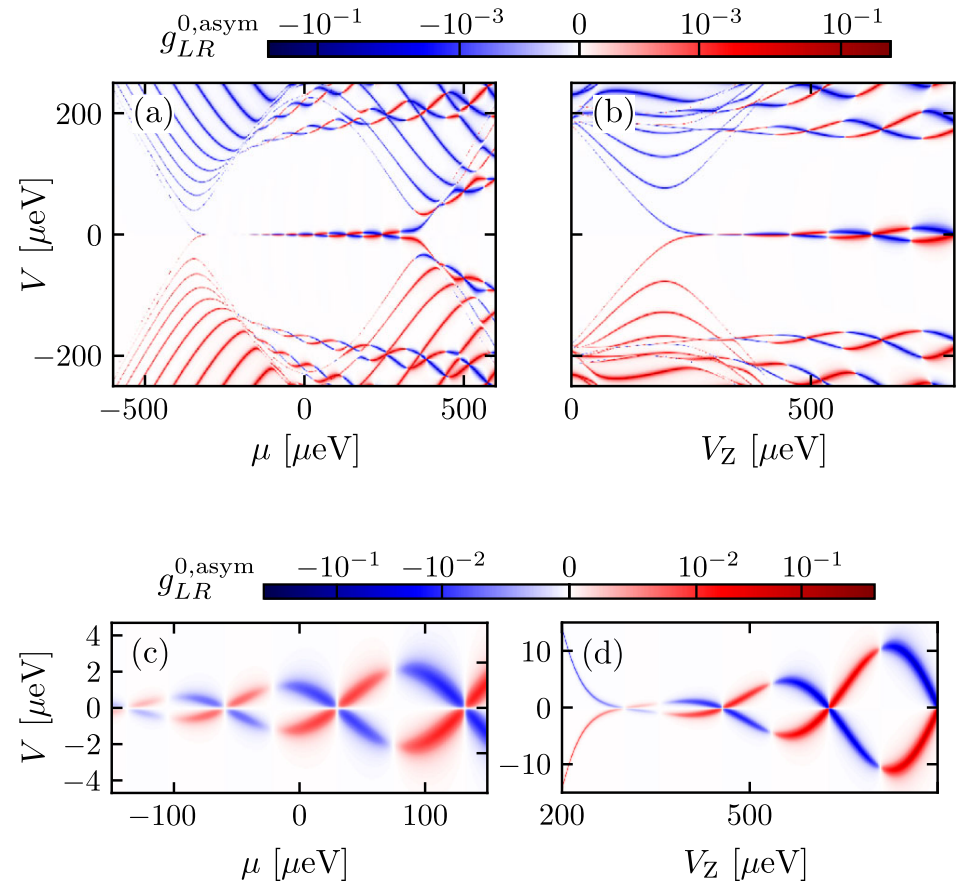 g_{LR}^{0,asym} −10^{−1} −10^{−3} 0 10^{−3} 10^{−1}
(a) (b)
V [μeV] 200 0 −200
−500 0 500 0 500
μ [μeV] V_Z [μeV]
g_{LR}^{0,asym} −10^{−1} −10^{−2} 0 10^{−2} 10^{−1}
(c) (d)
V [μeV] 4 2 0 −2 −4 10 0 −10
−100 0 100 200 500
μ [μeV] V_Z [μeV]